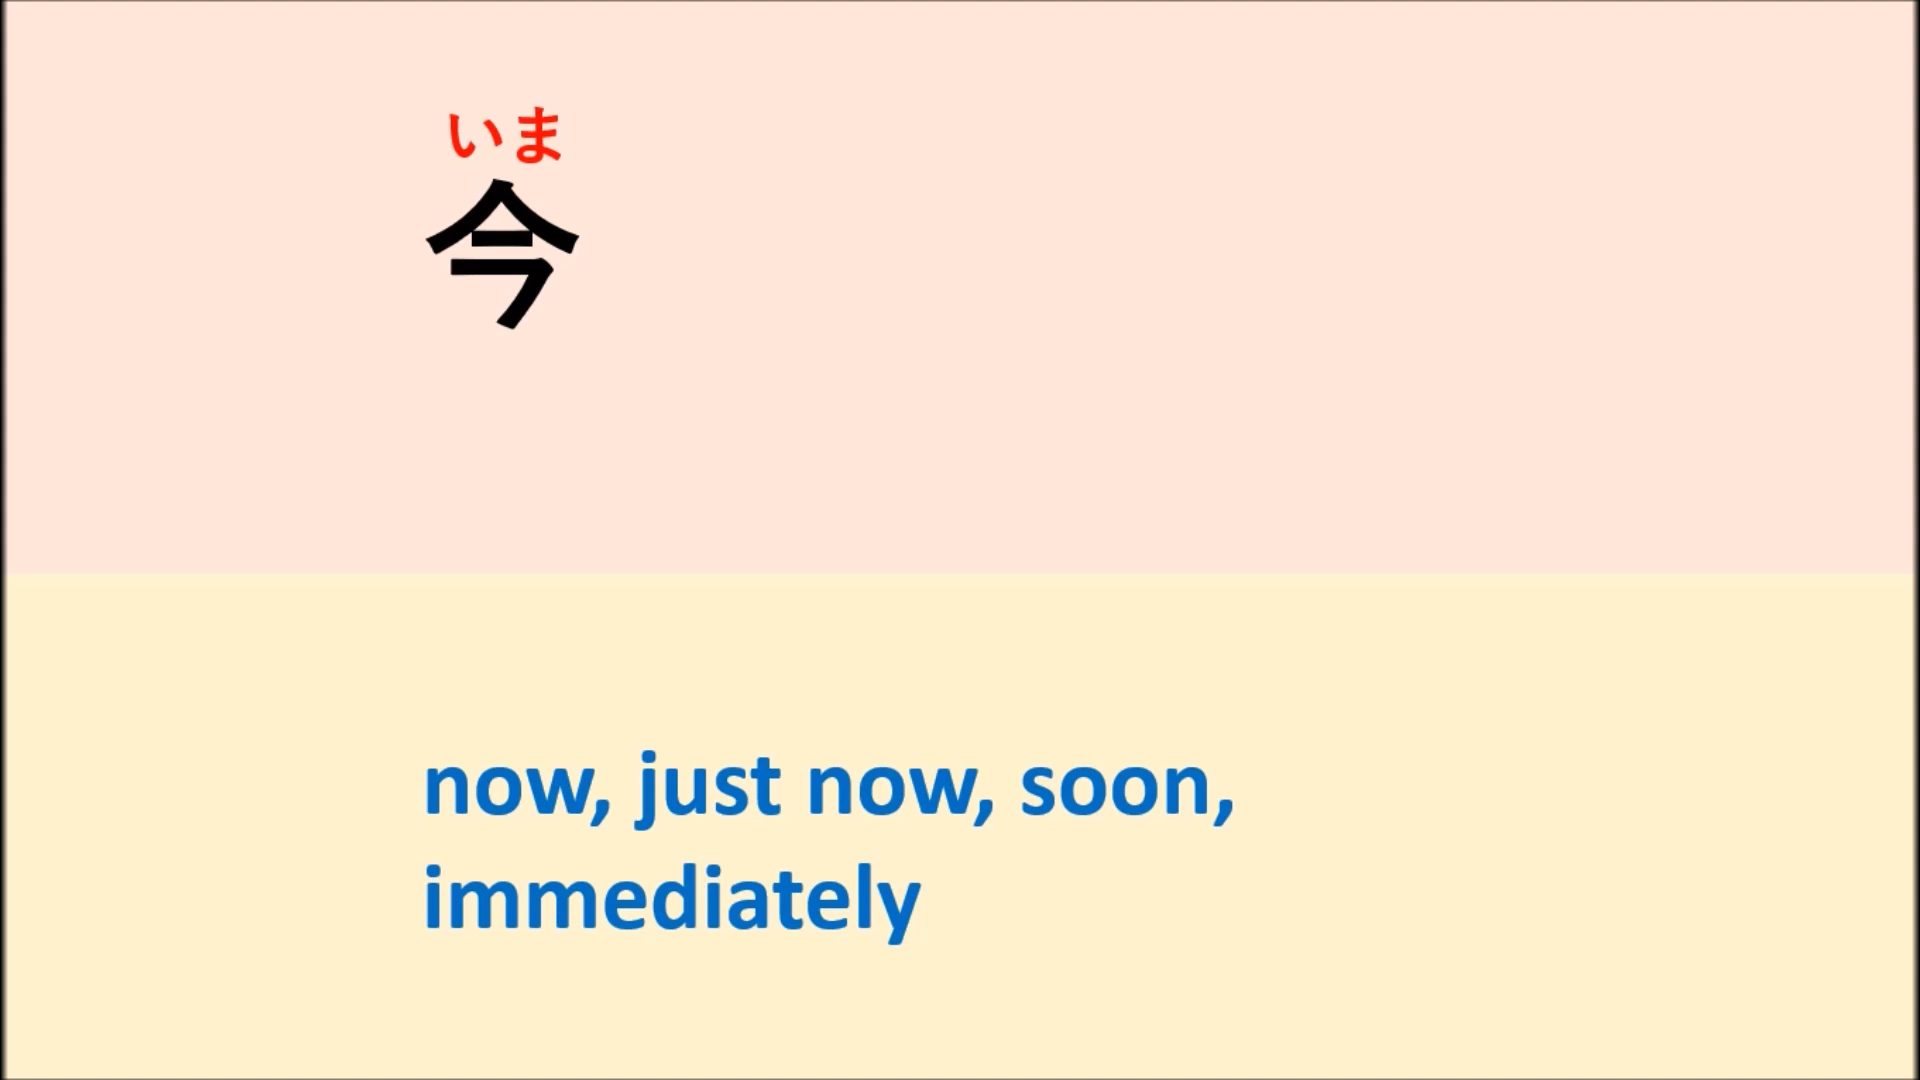 いま
今
now, just now, soon,
immediately